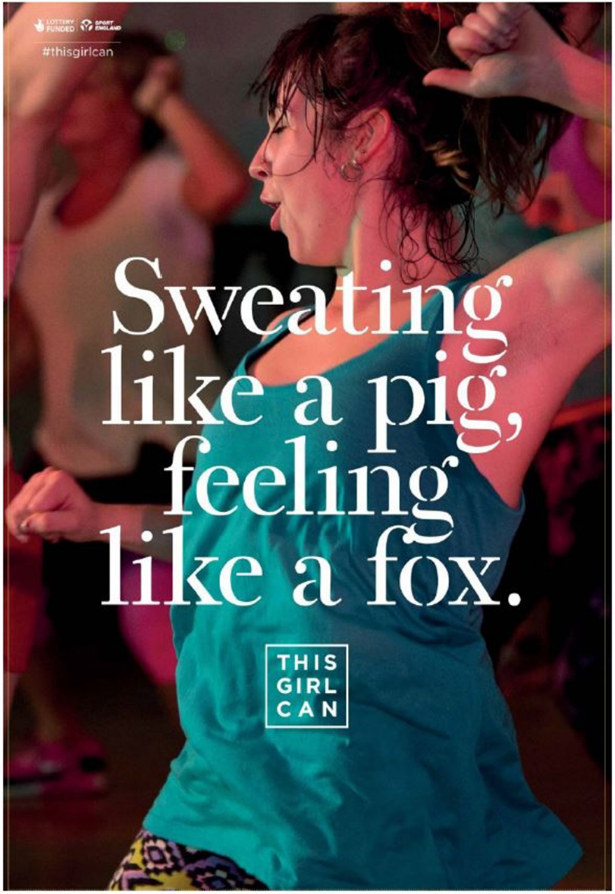 LOTTERY
FUNDED
SPORT
ENGLAND
#thisgirlcan
Sweating
like a pig,
feeling
like a fox.
THIS
GIRL
CAN